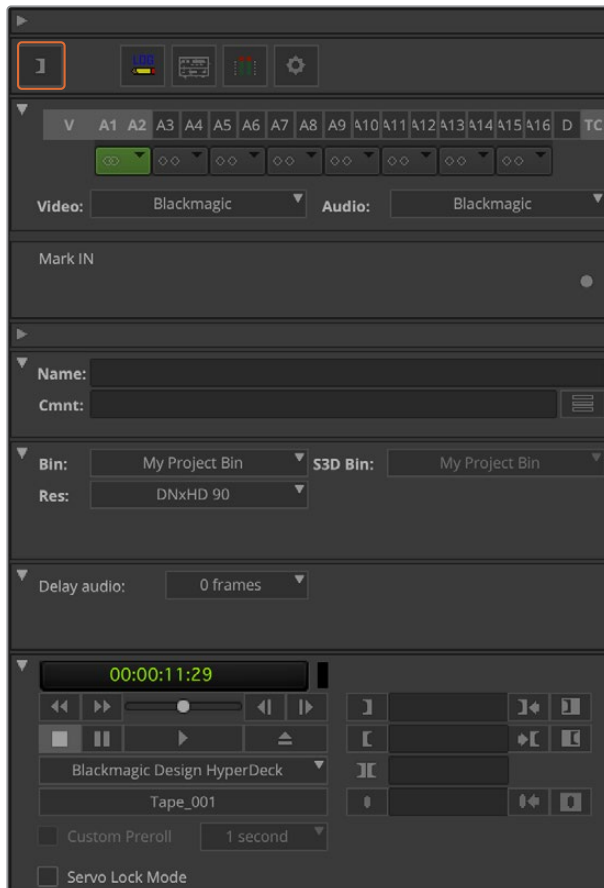 LOG
V A1 A2 A3 A4 A5 A6 A7 A8 A9 A10 A11 A12 A13 A14 A15 A16 D TC
Video: Blackmagic Audio: Blackmagic
Mark IN
Name:
Cmnt:
Bin: My Project Bin S3D Bin: My Project Bin
Res: DNxHD 90
Delay audio: 0 frames
00:00:11:29
Blackmagic Design HyperDeck
Tape_001
Custom Preroll 1 second
Servo Lock Mode